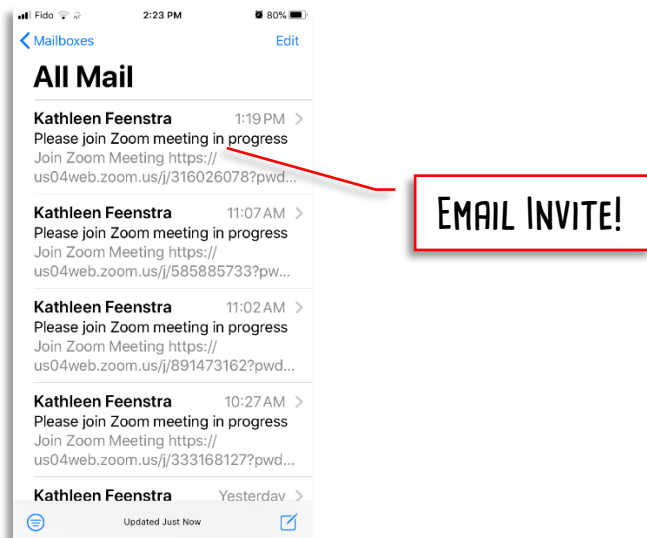 Fido 2:23 PM 80%
Mailboxes Edit
All Mail
Kathleen Feenstra 1:19 PM
Please join Zoom meeting in progress
Join Zoom Meeting https://
us04web.zoom.us/j/316026078?pwd...
EMAIL INVITE!
Kathleen Feenstra 11:07 AM
Please join Zoom meeting in progress
Join Zoom Meeting https://
us04web.zoom.us/j/585885733?pw...
Kathleen Feenstra 11:02 AM
Please join Zoom meeting in progress
Join Zoom Meeting https://
us04web.zoom.us/j/891473162?pwd...
Kathleen Feenstra 10:27 AM
Please join Zoom meeting in progress
Join Zoom Meeting https://
us04web.zoom.us/j/333168127?pwd...
Kathleen Feenstra Yesterday
Updated Just Now